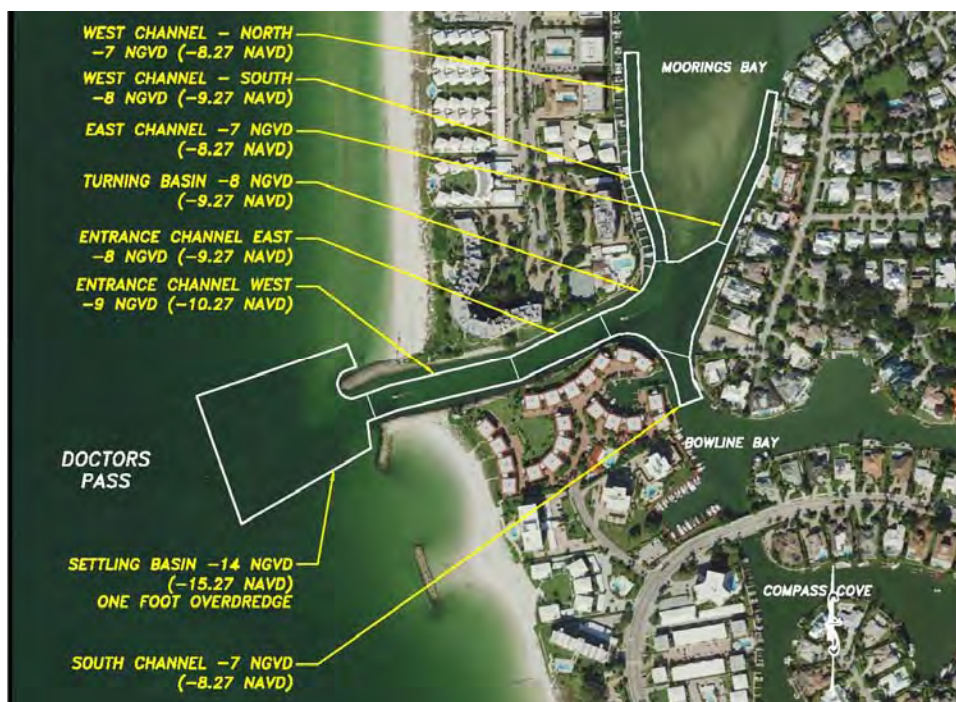 WEST CHANNEL – NORTH
–7 NGVD (–8.27 NAVD)
WEST CHANNEL – SOUTH
–8 NGVD (–9.27 NAVD)
EAST CHANNEL –7 NGVD
(–8.27 NAVD)
TURNING BASIN –8 NGVD
(–9.27 NAVD)
ENTRANCE CHANNEL EAST
–8 NGVD (–9.27 NAVD)
ENTRANCE CHANNEL WEST
–9 NGVD (–10.27 NAVD)
MOORINGS BAY
DOCTORS
PASS
BOWLINE BAY
SETTLING BASIN –14 NGVD
(–15.27 NAVD)
ONE FOOT OVERDREDGE
COMPASS COVE
SOUTH CHANNEL –7 NGVD
(–8.27 NAVD)